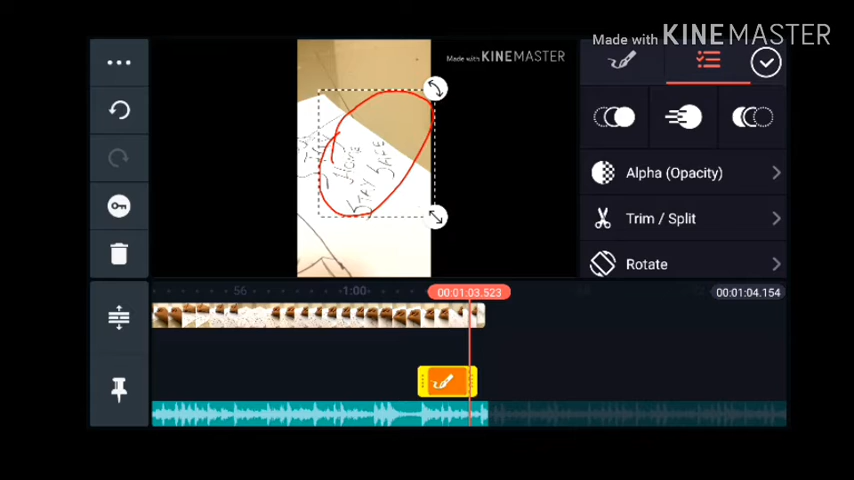 Made with KINEMASTER
Made with KINEMASTER
HOME
STAY SAFE
Alpha (Opacity)
Trim / Split
Rotate
56
1:00
00:01:03.523
00:01:04.154